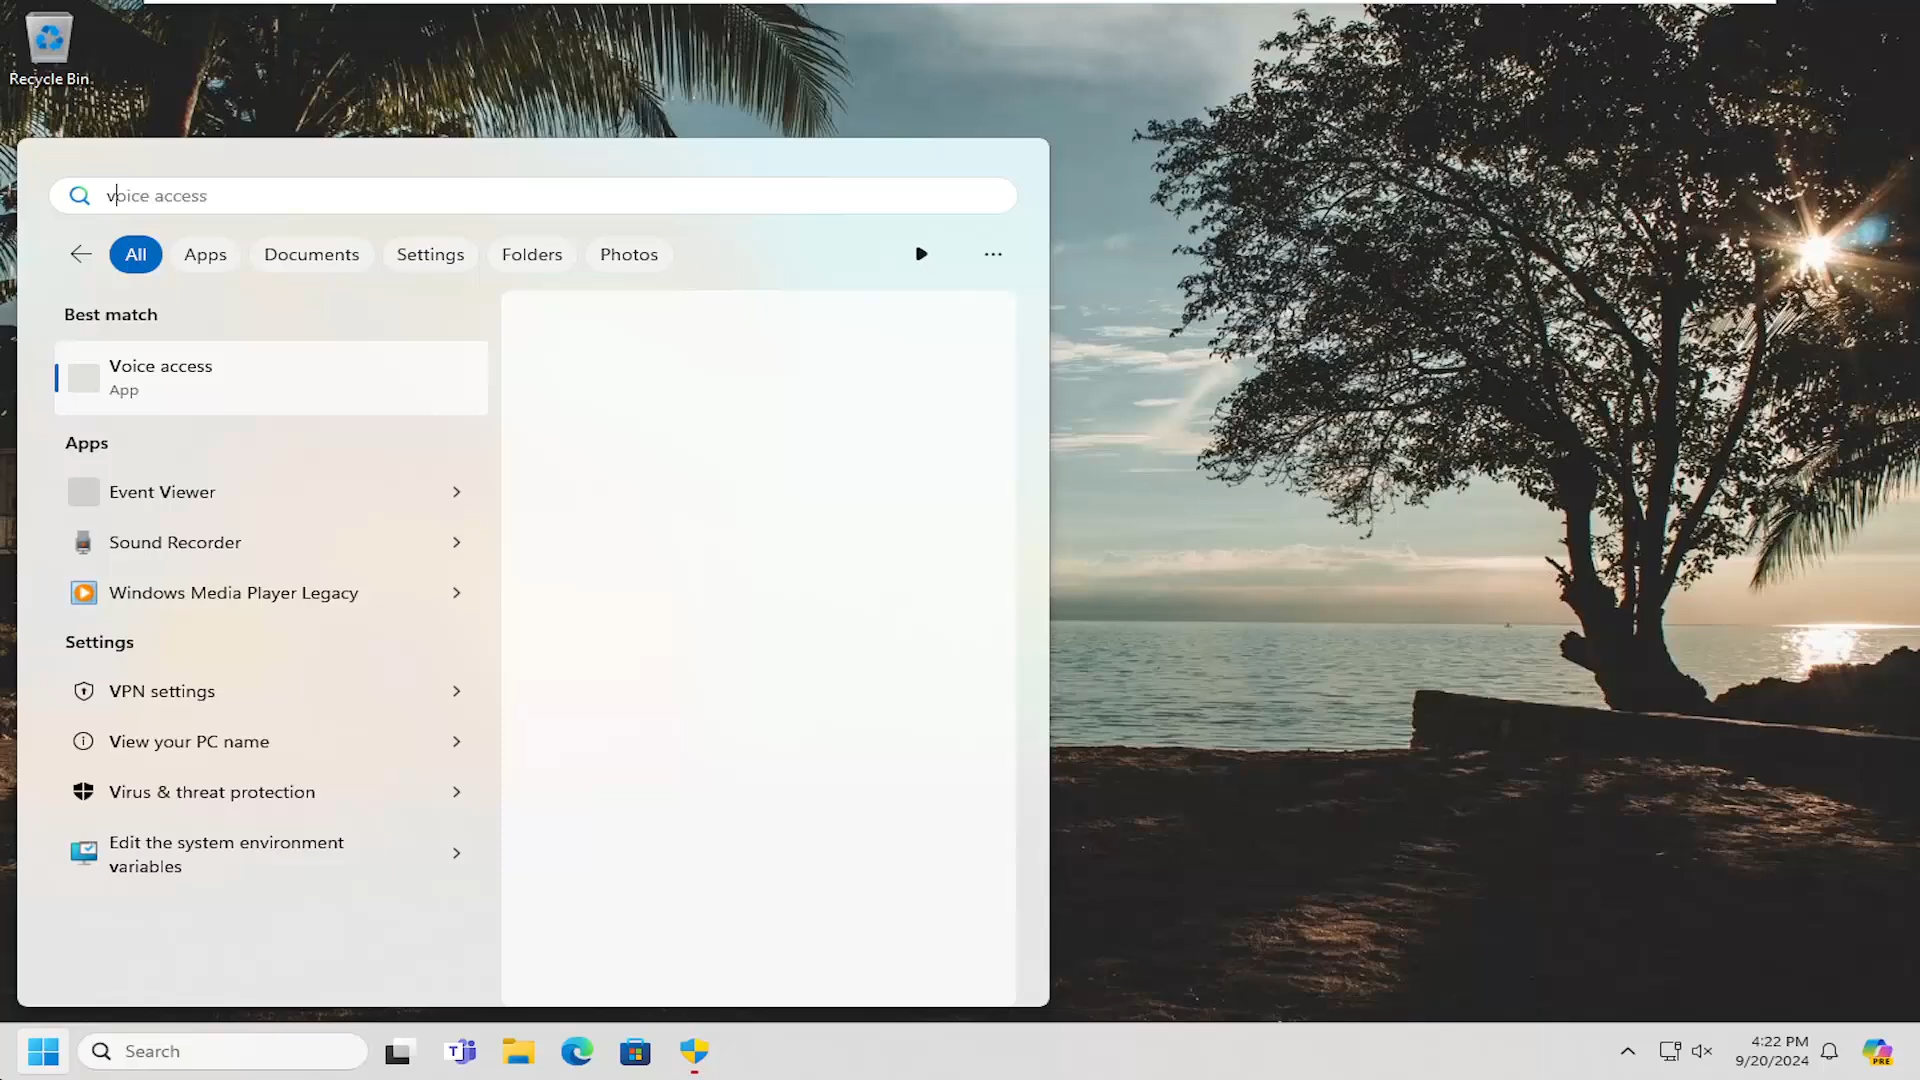 Recycle Bin
voice access
All
Apps
Documents
Settings
Folders
Photos
Best match
Voice access
App
Apps
Event Viewer
Sound Recorder
Windows Media Player Legacy
Settings
VPN settings
View your PC name
Virus & threat protection
Edit the system environment
variables
Search
T
4:22 PM
9/20/2024
PRE